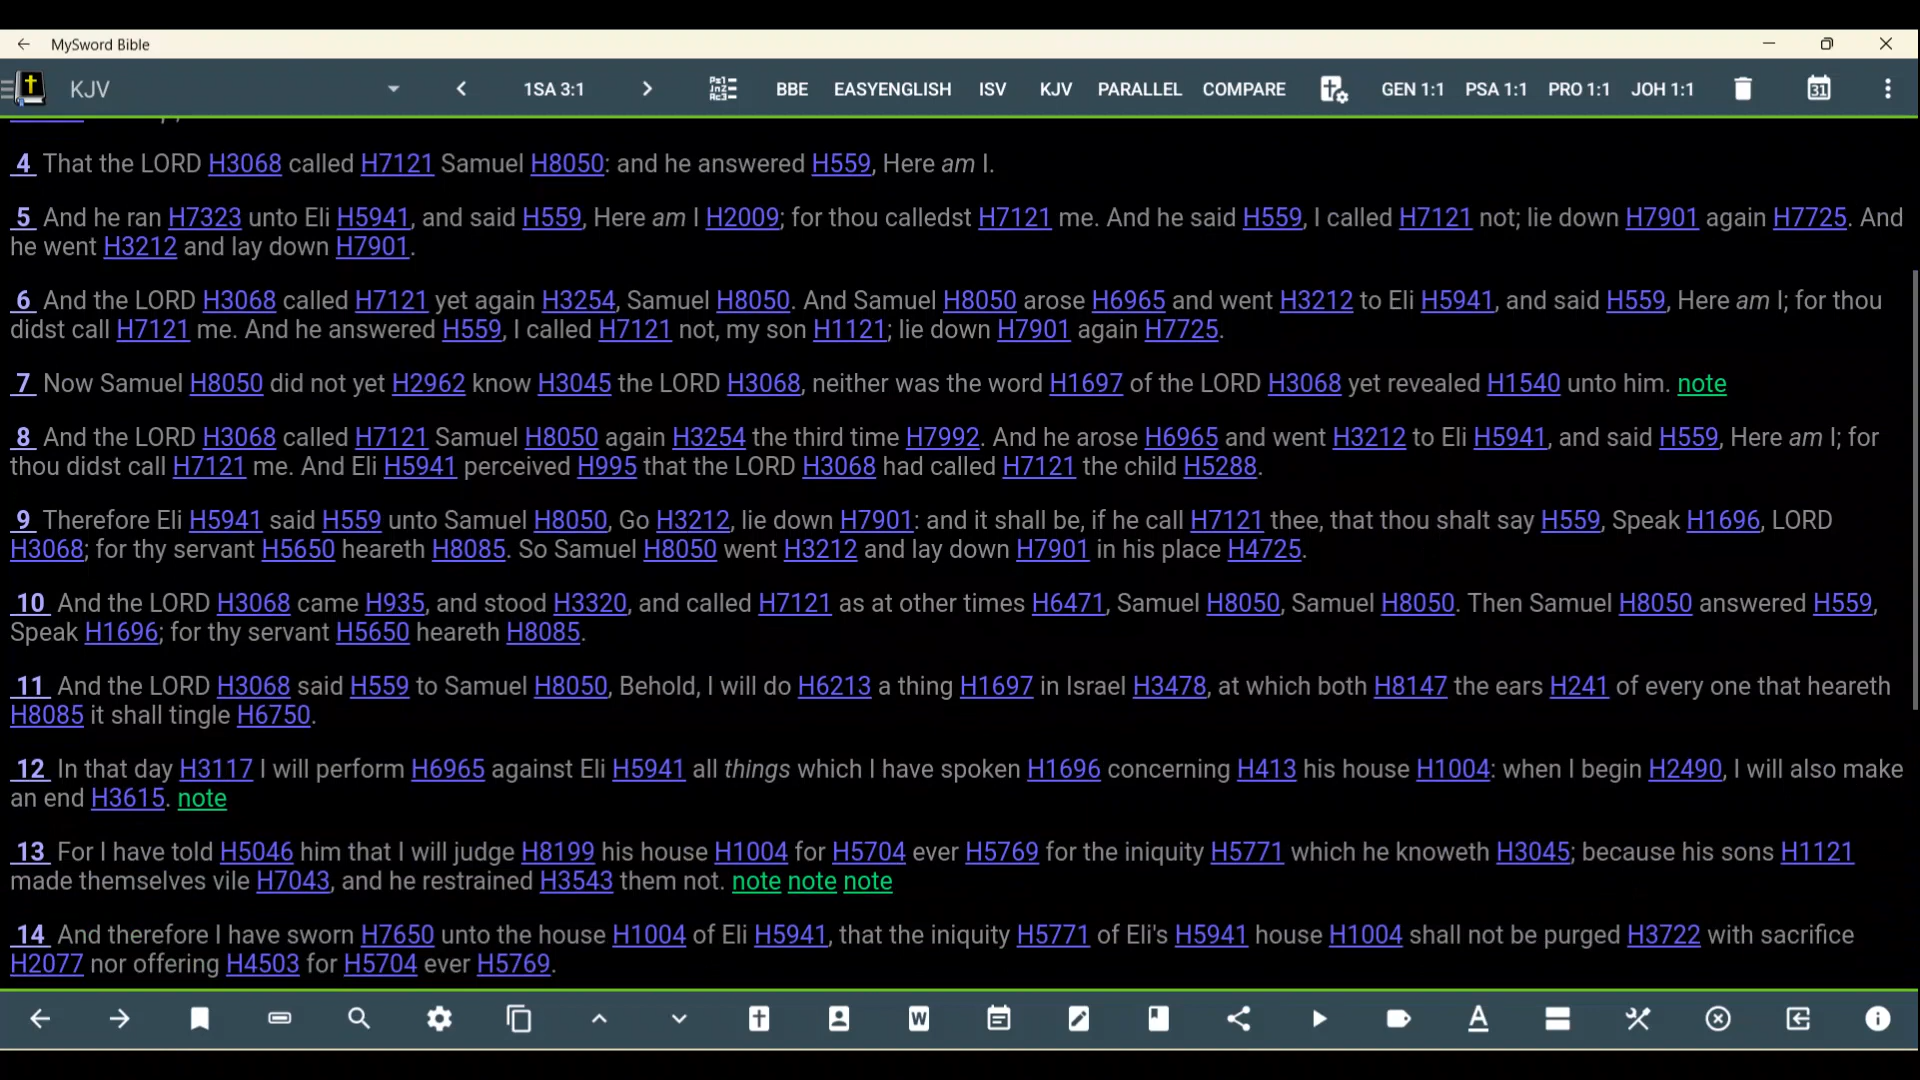 MySword Bible
KJV 1SA 3:1 BBE EASYENGLISH ISV KJV PARALLEL COMPARE GEN 1:1 PSA 1:1 PRO 1:1 JOH 1:1 31
4 That the LORD H3068 called H7121 Samuel H8050: and he answered H559, Here am I.
5 And he ran H7323 unto Eli H5941, and said H559, Here am I H2009; for thou calledst H7121 me. And he said H559, I called H7121 not; lie down H7901 again H7725. And
he went H3212 and lay down H7901.
6 And the LORD H3068 called H7121 yet again H3254, Samuel H8050. And Samuel H8050 arose H6965 and went H3212 to Eli H5941, and said H559, Here am I; for thou
didst call H7121 me. And he answered H559, I called H7121 not, my son H1121; lie down H7901 again H7725.
7 Now Samuel H8050 did not yet H2962 know H3045 the LORD H3068, neither was the word H1697 of the LORD H3068 yet revealed H1540 unto him. note
8 And the LORD H3068 called H7121 Samuel H8050 again H3254 the third time H7992. And he arose H6965 and went H3212 to Eli H5941, and said H559, Here am I; for
thou didst call H7121 me. And Eli H5941 perceived H995 that the LORD H3068 had called H7121 the child H5288.
9 Therefore Eli H5941 said H559 unto Samuel H8050, Go H3212, lie down H7901: and it shall be, if he call H7121 thee, that thou shalt say H559, Speak H1696, LORD
H3068; for thy servant H5650 heareth H8085. So Samuel H8050 went H3212 and lay down H7901 in his place H4725.
10 And the LORD H3068 came H935, and stood H3320, and called H7121 as at other times H6471, Samuel H8050, Samuel H8050. Then Samuel H8050 answered H559,
Speak H1696; for thy servant H5650 heareth H8085.
11 And the LORD H3068 said H559 to Samuel H8050, Behold, I will do H6213 a thing H1697 in Israel H3478, at which both H8147 the ears H241 of every one that heareth
H8085 it shall tingle H6750.
12 In that day H3117 I will perform H6965 against Eli H5941 all things which I have spoken H1696 concerning H413 his house H1004: when I begin H2490, I will also make
an end H3615. note
13 For I have told H5046 him that I will judge H8199 his house H1004 for H5704 ever H5769 for the iniquity H5771 which he knoweth H3045; because his sons H1121
made themselves vile H7043, and he restrained H3543 them not. note note note
14 And therefore I have sworn H7650 unto the house H1004 of Eli H5941, that the iniquity H5771 of Eli's H5941 house H1004 shall not be purged H3722 with sacrifice
H2077 nor offering H4503 for H5704 ever H5769.